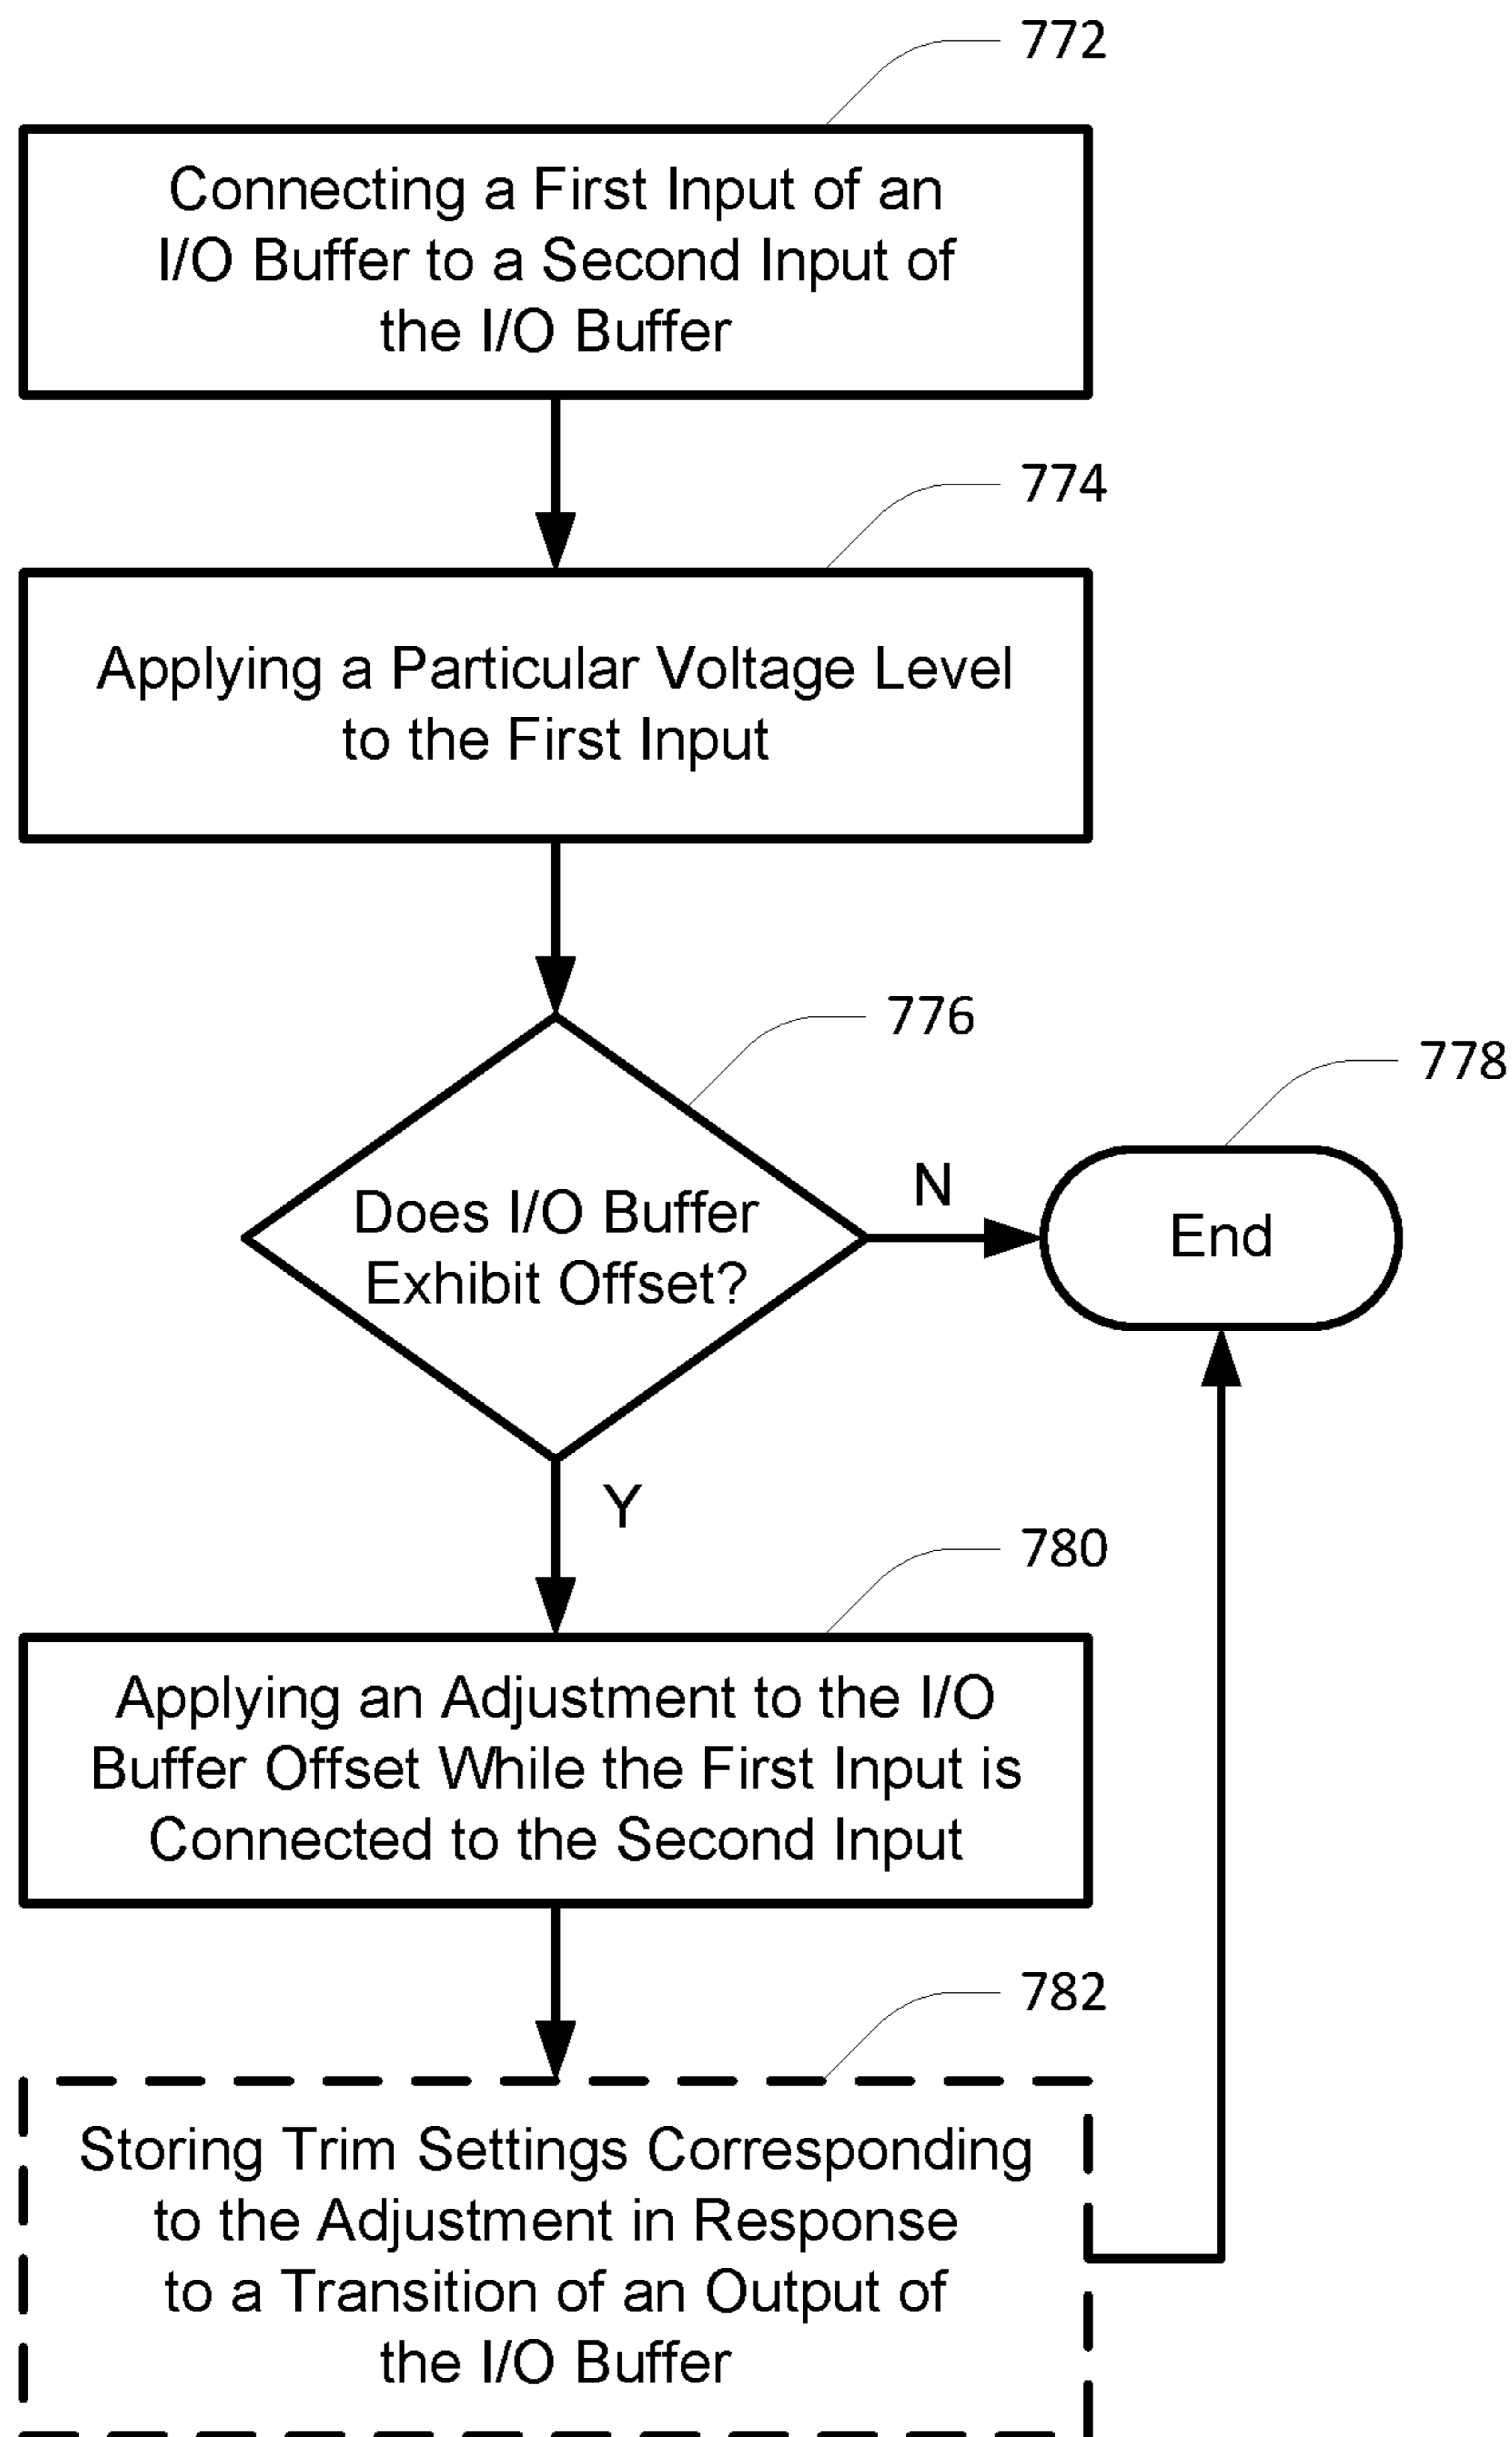 772
Connecting a First Input of an
I/O Buffer to a Second Input of
the I/O Buffer
774
Applying a Particular Voltage Level
to the First Input
776
778
Does I/O Buffer
Exhibit Offset?
N
End
Y
780
Applying an Adjustment to the I/O
Buffer Offset While the First Input is
Connected to the Second Input
782
Storing Trim Settings Corresponding
to the Adjustment in Response
to a Transition of an Output of
the I/O Buffer